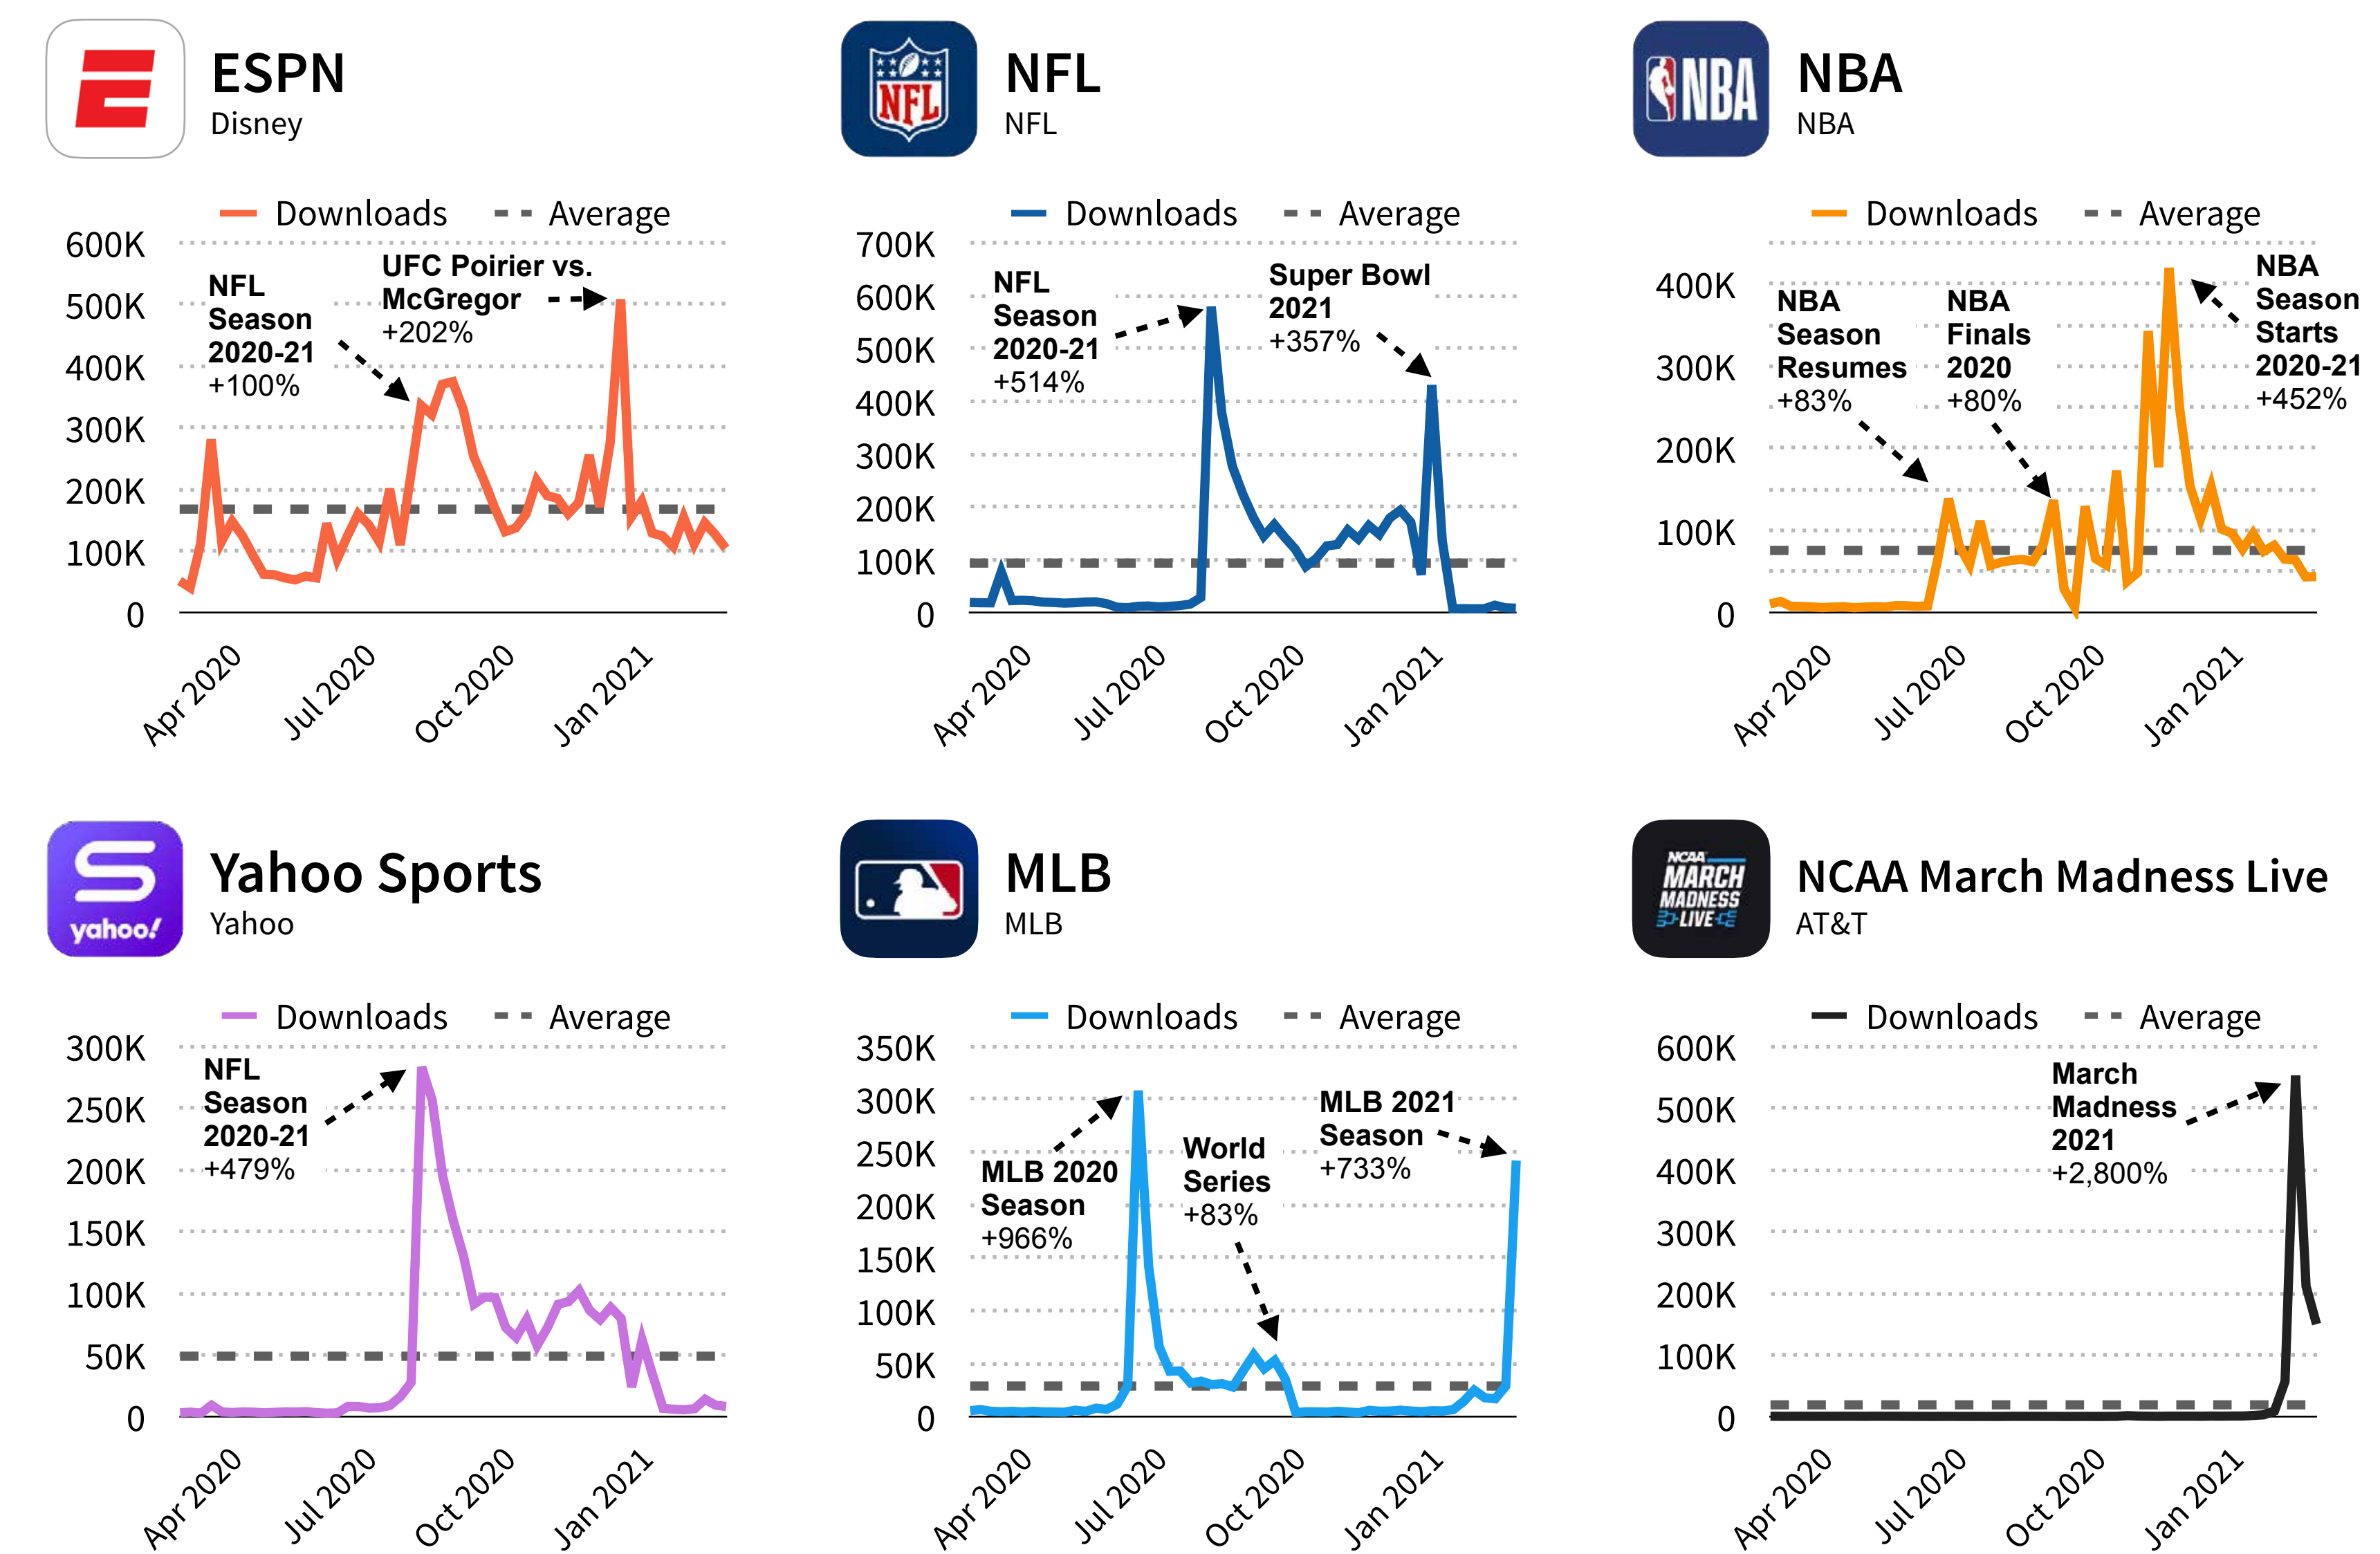 ESPN
Disney
Downloads
Average
600K
500K
400K
300K
200K
100K
0
NFL
Season
2020-21
+100%
UFC Poirier vs.
McGregor
+202%
Apr 2020
Jul 2020
Oct 2020
Jan 2021
NFL
NFL
NFL
Downloads
Average
700K
600K
500K
400K
300K
200K
100K
0
NFL
Season
2020-21
+514%
Super Bowl
2021
+357%
Apr 2020
Jul 2020
Oct 2020
Jan 2021
NBA
NBA
NBA
Downloads
Average
400K
300K
200K
100K
0
NBA
Season
Resumes
+83%
NBA
Finals
2020
+80%
NBA
Season
Starts
2020-21
+452%
Apr 2020
Jul 2020
Oct 2020
Jan 2021
yahoo!
Yahoo Sports
Yahoo
Downloads
Average
300K
250K
200K
150K
100K
50K
0
NFL
Season
2020-21
+479%
Apr 2020
Jul 2020
Oct 2020
Jan 2021
MLB
MLB
Downloads
Average
350K
300K
250K
200K
150K
100K
50K
0
MLB 2020
Season
+966%
World
Series
+83%
MLB 2021
Season
+733%
Apr 2020
Jul 2020
Oct 2020
Jan 2021
NCAA
MARCH
MADNESS
LIVE
NCAA March Madness Live
AT&T
Downloads
Average
600K
500K
400K
300K
200K
100K
0
March
Madness
2021
+2,800%
Apr 2020
Jul 2020
Oct 2020
Jan 2021